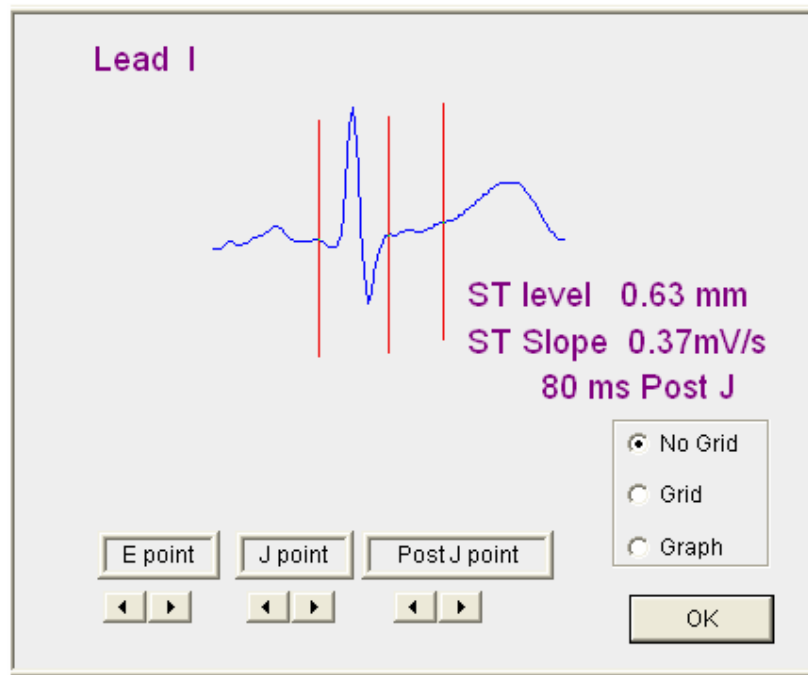 Lead I
ST level 0.63 mm
ST Slope 0.37mV/s
80 ms Post J
No Grid
Grid
Graph
E point J point Post J point
OK